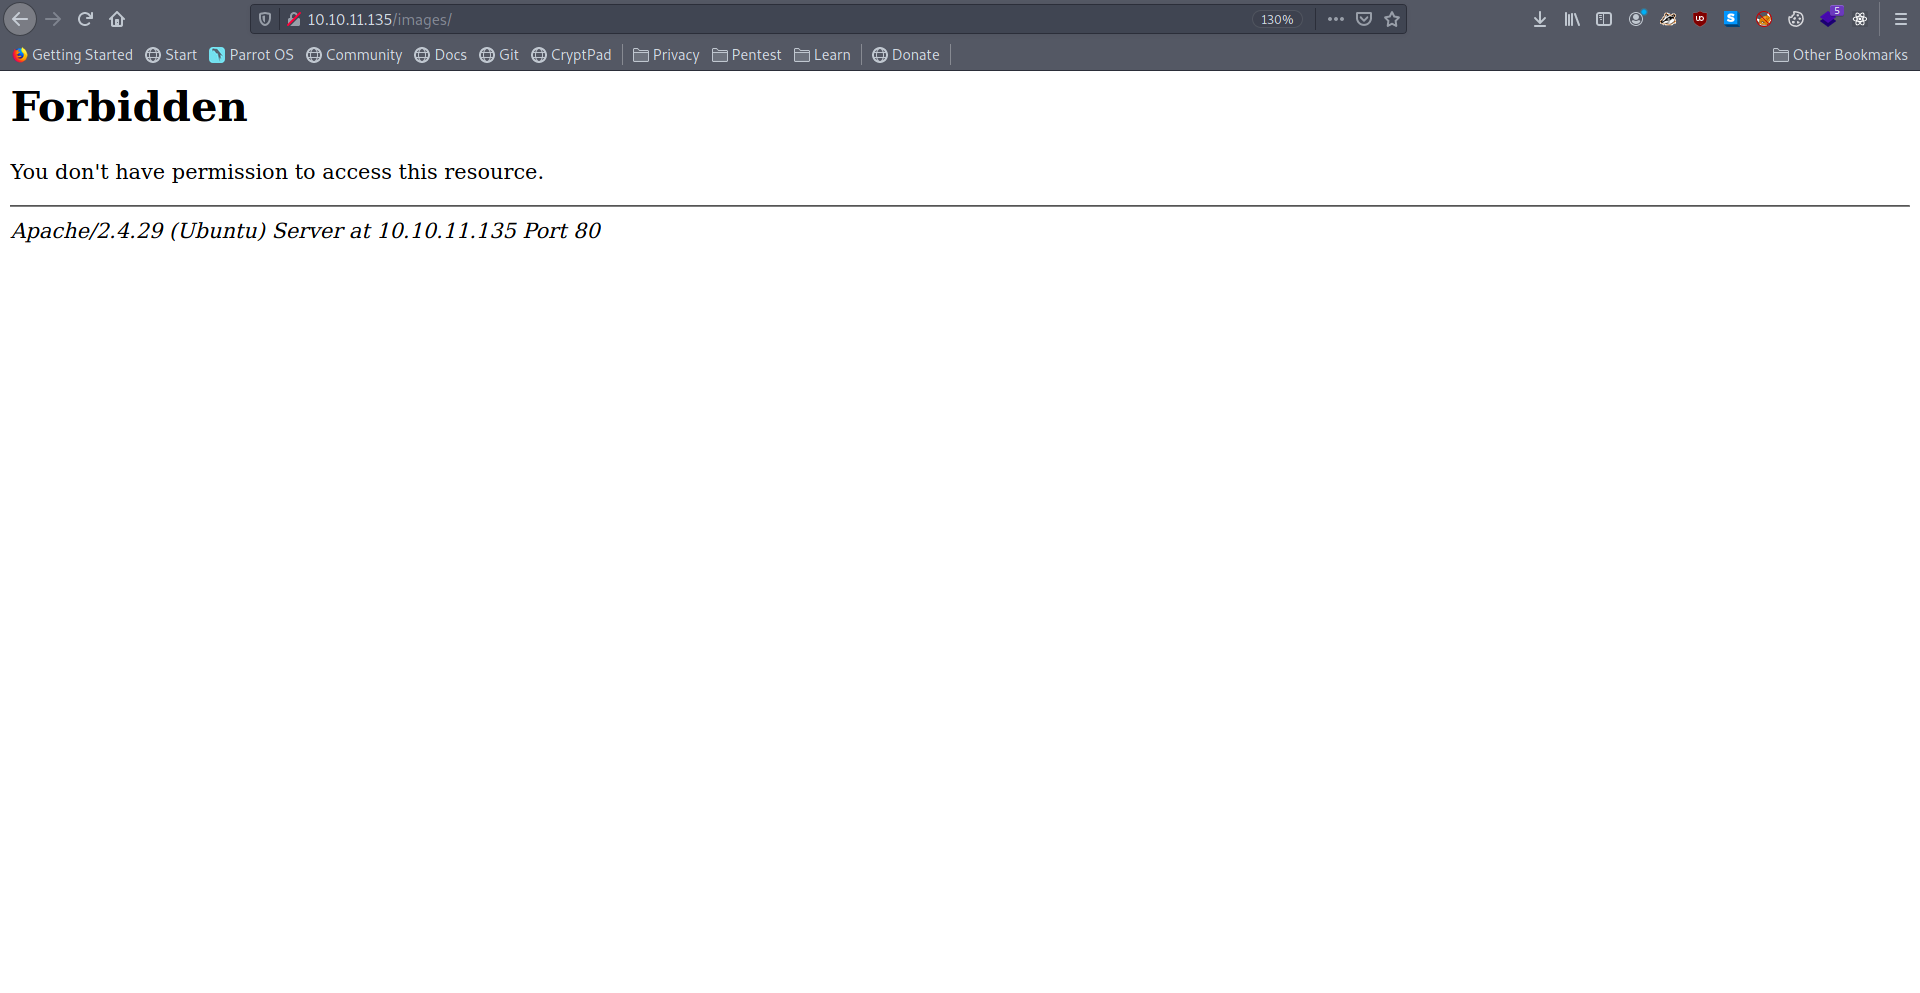 10.10.11.135/images/
130%
5
Getting Started Start Parrot OS Community Docs Git CryptPad Privacy Pentest Learn Donate Other Bookmarks
Forbidden
You don't have permission to access this resource.
Apache/2.4.29 (Ubuntu) Server at 10.10.11.135 Port 80